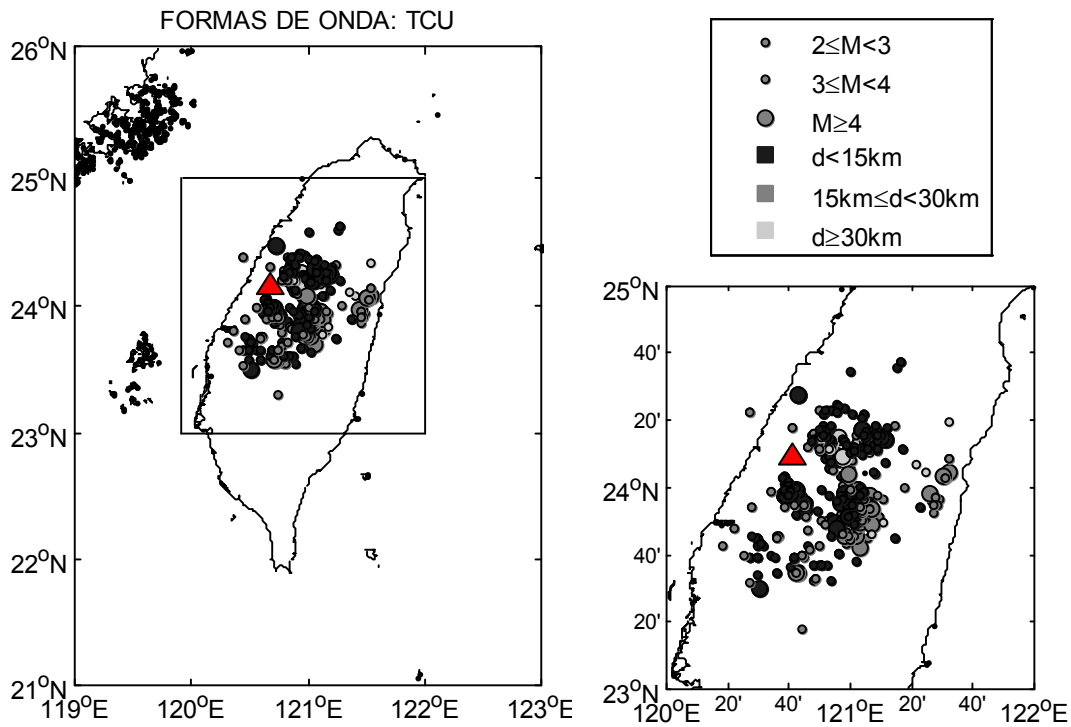 FORMAS DE ONDA: TCU
26°N
25°N
24°N
23°N
22°N
21°N
119°E 120°E 121°E 122°E 123°E
2≤M<3
3≤M<4
M≥4
d<15km
15km≤d<30km
d≥30km
25°N
40'
20'
24°N
40'
20'
23°N
120°E 20' 40' 121°E 20' 40' 122°E